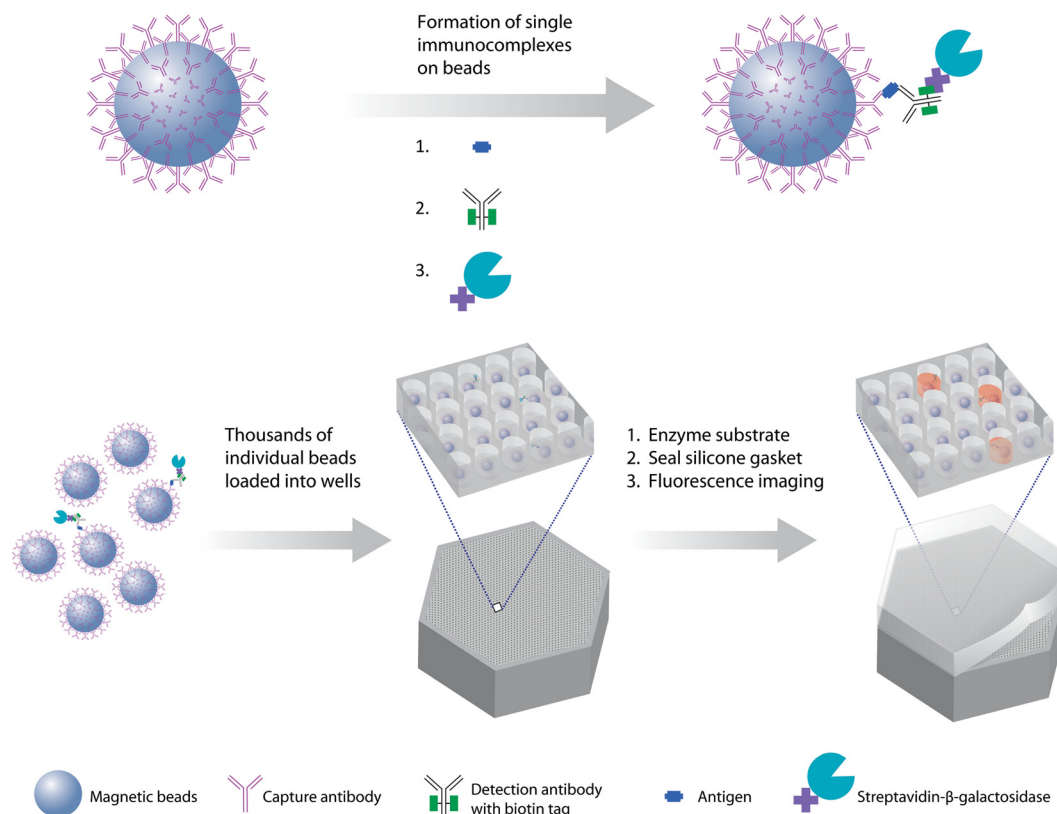 Formation of single
immunocomplexes
on beads
1.
2.
3.
Thousands of
individual beads
loaded into wells
1. Enzyme substrate
2. Seal silicone gasket
3. Fluorescence imaging
Magnetic beads
Capture antibody
Detection antibody
with biotin tag
Antigen
Streptavidin-β-galactosidase